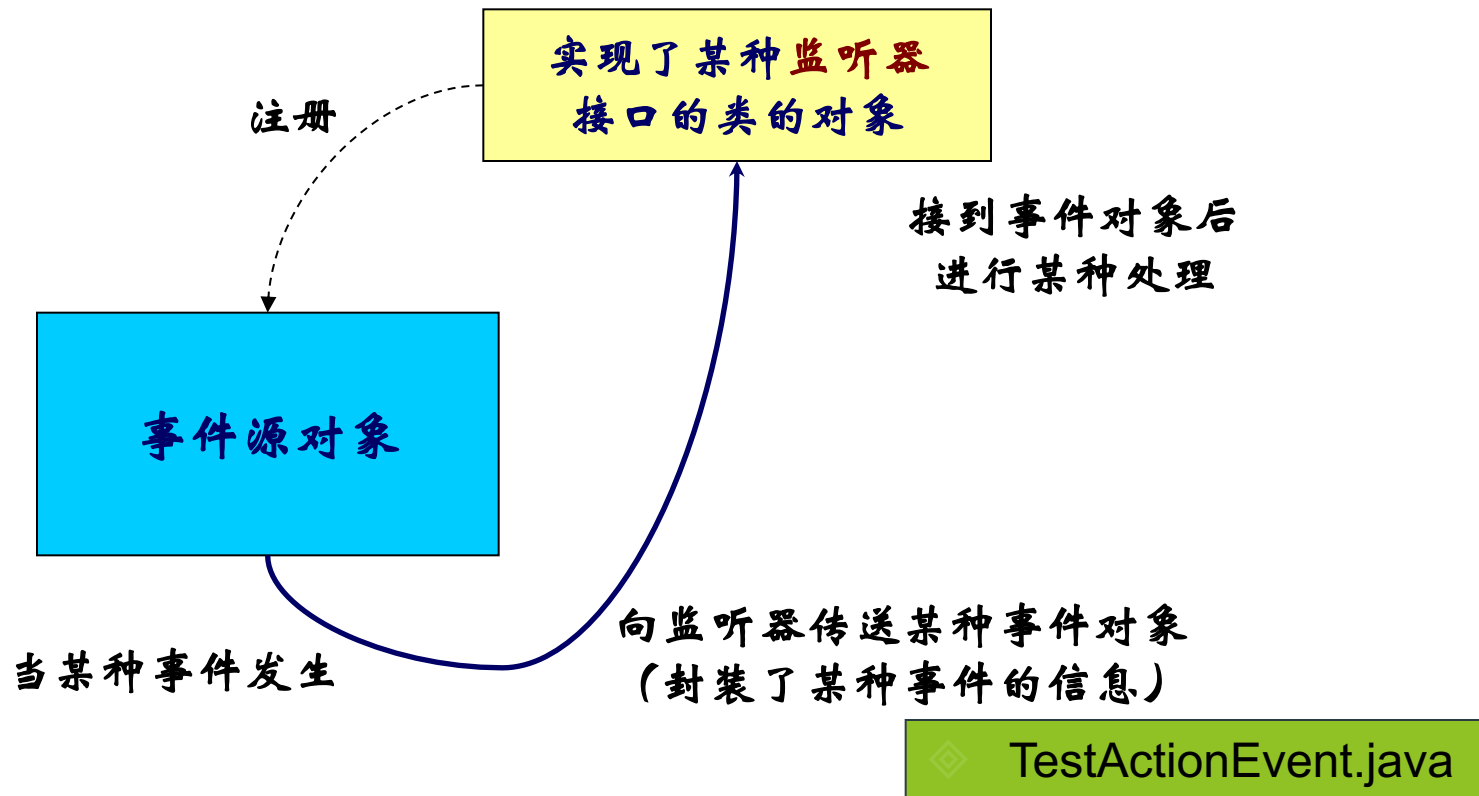 实现了某种监听器
接口的类的对象
注册
接到事件对象后
进行某种处理
事件源对象
当某种事件发生
向监听器传送某种事件对象
（封装了某种事件的信息）
TestActionEvent.java